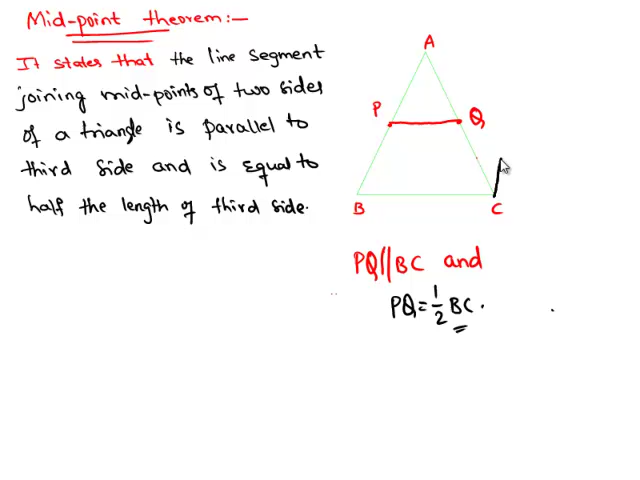 Mid-point theorem:-
It states that the line segment
joining mid-points of two sides
of a triangle is parallel to
third side and is equal to
half the length of third side.
A
P
Q
B
C
PQ||BC and
PQ=1/2 BC.